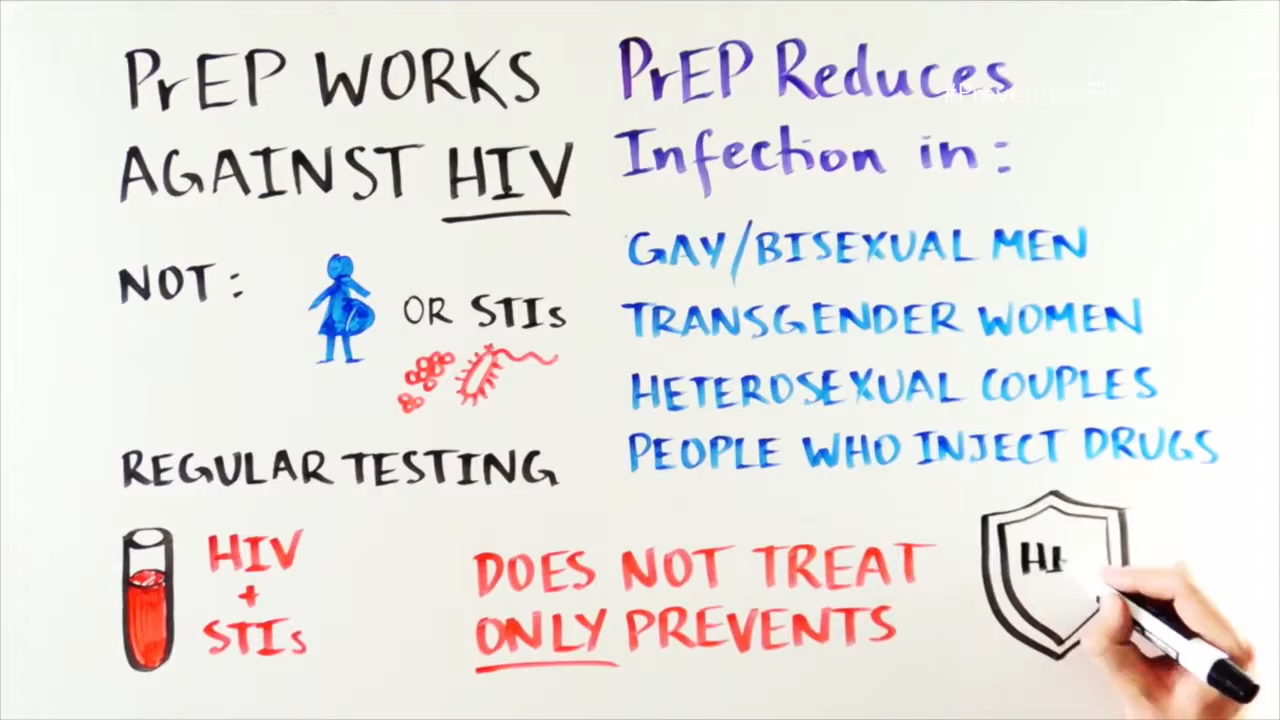 PrEP WORKS
AGAINST HIV
NOT:
OR STIs
REGULAR TESTING
HIV
+
STIs
PrEP Reduces
Infection in:
GAY/BISEXUAL MEN
TRANSGENDER WOMEN
HETEROSEXUAL COUPLES
PEOPLE WHO INJECT DRUGS
DOES NOT TREAT
ONLY PREVENTS
HI